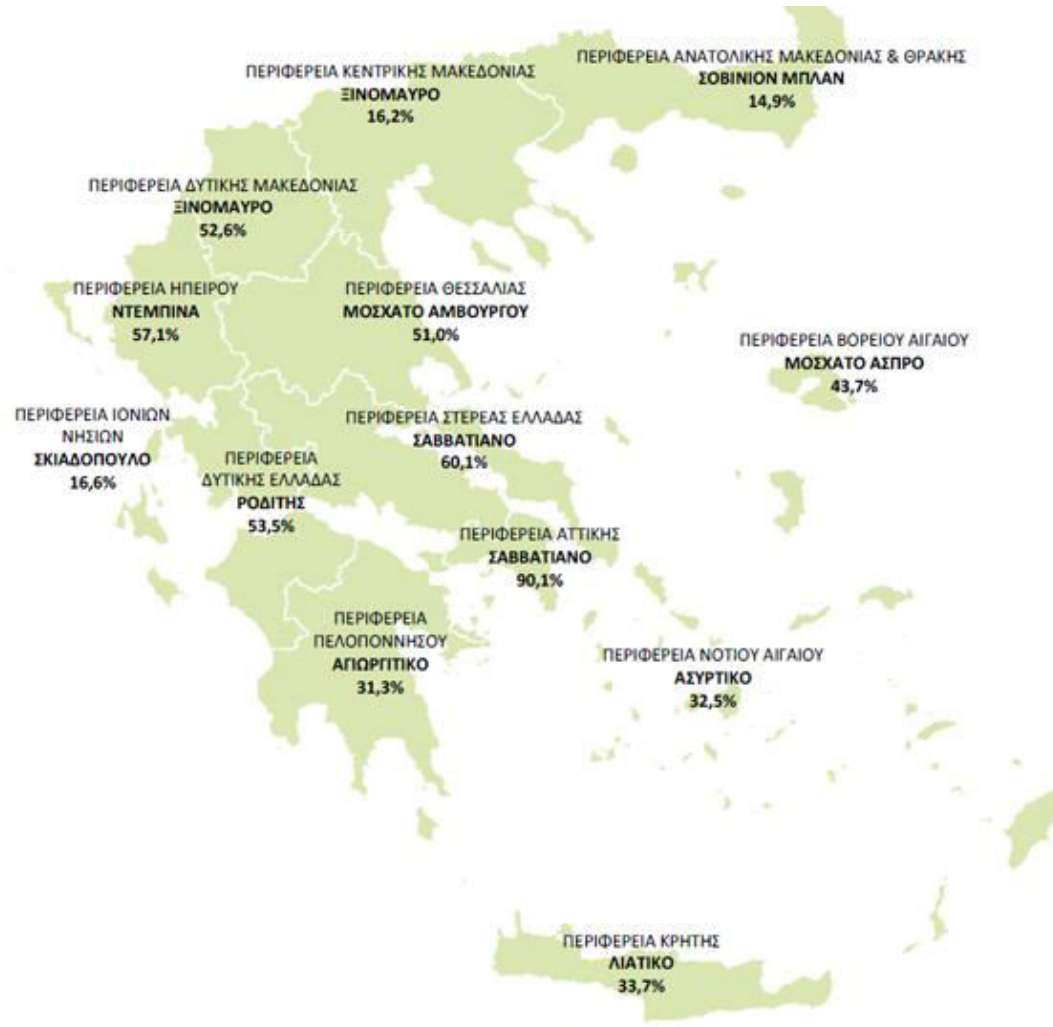 ΠΕΡΙΦΕΡΕΙΑ ΑΝΑΤΟΛΙΚΗΣ ΜΑΚΕΔΟΝΙΑΣ & ΘΡΑΚΗΣ
ΣΟΒΙΝΙΟΝ ΜΠΛΑΝ
14,9%
ΠΕΡΙΦΕΡΕΙΑ ΚΕΝΤΡΙΚΗΣ ΜΑΚΕΔΟΝΙΑΣ
ΞΙΝΟΜΑΥΡΟ
16,2%
ΠΕΡΙΦΕΡΕΙΑ ΔΥΤΙΚΗΣ ΜΑΚΕΔΟΝΙΑΣ
ΞΙΝΟΜΑΥΡΟ
52,6%
ΠΕΡΙΦΕΡΕΙΑ ΗΠΕΙΡΟΥ
ΝΤΕΜΠΙΝΑ
57,1%
ΠΕΡΙΦΕΡΕΙΑ ΘΕΣΣΑΛΙΑΣ
ΜΟΣΧΑΤΟ ΑΜΒΟΥΡΓΟΥ
51,0%
ΠΕΡΙΦΕΡΕΙΑ ΒΟΡΕΙΟΥ ΑΙΓΑΙΟΥ
ΜΟΣΧΑΤΟ ΑΣΠΡΟ
43,7%
ΠΕΡΙΦΕΡΕΙΑ ΙΟΝΙΩΝ
ΝΗΣΙΩΝ
ΣΚΙΑΔΟΠΟΥΛΟ
16,6%
ΠΕΡΙΦΕΡΕΙΑ ΣΤΕΡΕΑΣ ΕΛΛΑΔΑΣ
ΣΑΒΒΑΤΙΑΝΟ
60,1%
ΠΕΡΙΦΕΡΕΙΑ
ΔΥΤΙΚΗΣ ΕΛΛΑΔΑΣ
ΡΟΔΙΤΗΣ
53,5%
ΠΕΡΙΦΕΡΕΙΑ ΑΤΤΙΚΗΣ
ΣΑΒΒΑΤΙΑΝΟ
90,1%
ΠΕΡΙΦΕΡΕΙΑ
ΠΕΛΟΠΟΝΝΗΣΟΥ
ΑΓΙΩΡΓΙΤΙΚΟ
31,3%
ΠΕΡΙΦΕΡΕΙΑ ΝΟΤΙΟΥ ΑΙΓΑΙΟΥ
ΑΣΥΡΤΙΚΟ
32,5%
ΠΕΡΙΦΕΡΕΙΑ ΚΡΗΤΗΣ
ΛΙΑΤΙΚΟ
33,7%